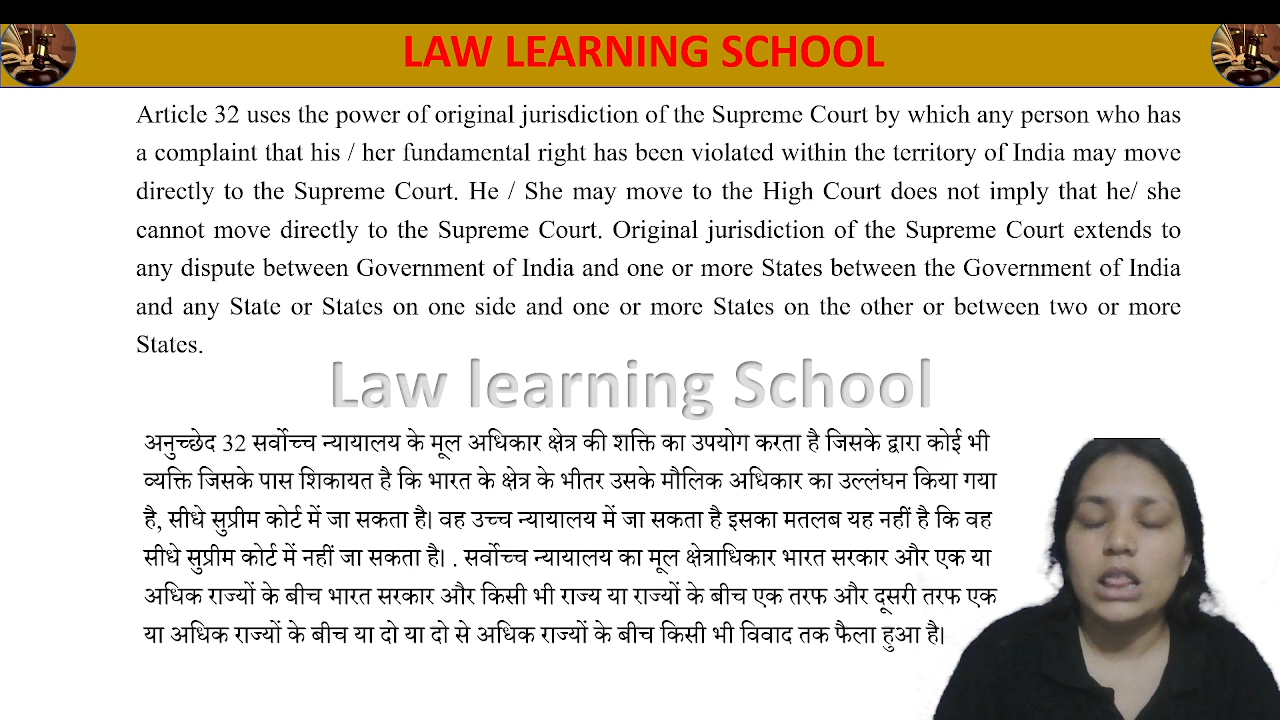 LAW LEARNING SCHOOL
Article 32 uses the power of original jurisdiction of the Supreme Court by which any person who has
a complaint that his / her fundamental right has been violated within the territory of India may move
directly to the Supreme Court. He / She may move to the High Court does not imply that he/ she
cannot move directly to the Supreme Court. Original jurisdiction of the Supreme Court extends to
any dispute between Government of India and one or more States between the Government of India
and any State or States on one side and one or more States on the other or between two or more
States.
Law learning School
अनुच्छेद 32 सर्वोच्च न्यायालय के मूल अधिकार क्षेत्र की शक्ति का उपयोग करता है जिसके द्वारा कोई भी
व्यक्ति जिसके पास शिकायत है कि भारत के क्षेत्र के भीतर उसके मौलिक अधिकार का उल्लंघन किया गया
है, सीधे सुप्रीम कोर्ट में जा सकता है। वह उच्च न्यायालय में जा सकता है इसका मतलब यह नहीं है कि वह
सीधे सुप्रीम कोर्ट में नहीं जा सकता है। . सर्वोच्च न्यायालय का मूल क्षेत्राधिकार भारत सरकार और एक या
अधिक राज्यों के बीच भारत सरकार और किसी भी राज्य या राज्यों के बीच एक तरफ और दूसरी तरफ एक
या अधिक राज्यों के बीच या दो या दो से अधिक राज्यों के बीच किसी भी विवाद तक फैला हुआ है।